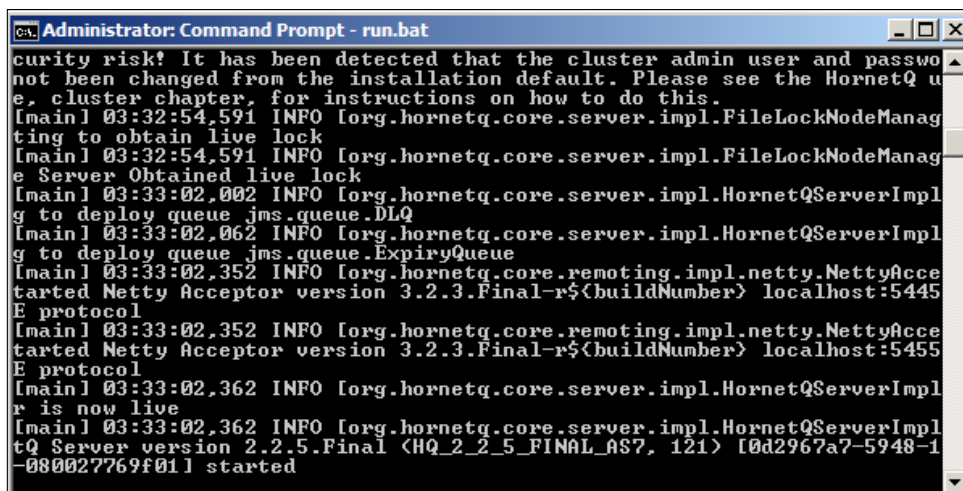 Administrator: Command Prompt - run.bat
curity risk! It has been detected that the cluster admin user and passwo
not been changed from the installation default. Please see the HornetQ u
e, cluster chapter, for instructions on how to do this.
[main] 03:32:54,591 INFO [org.hornetq.core.server.impl.FileLockNodeManag
ting to obtain live lock
[main] 03:32:54,591 INFO [org.hornetq.core.server.impl.FileLockNodeManag
e Server Obtained live lock
[main] 03:33:02,002 INFO [org.hornetq.core.server.impl.HornetQServerImpl
g to deploy queue jms.queue.DLQ
[main] 03:33:02,062 INFO [org.hornetq.core.server.impl.HornetQServerImpl
g to deploy queue jms.queue.ExpiryQueue
[main] 03:33:02,352 INFO [org.hornetq.core.remoting.impl.netty.NettyAcce
tarted Netty Acceptor version 3.2.3.Final-r${buildNumber} localhost:5445
E protocol
[main] 03:33:02,352 INFO [org.hornetq.core.remoting.impl.netty.NettyAcce
tarted Netty Acceptor version 3.2.3.Final-r${buildNumber} localhost:5455
E protocol
[main] 03:33:02,362 INFO [org.hornetq.core.server.impl.HornetQServerImpl
r is now live
[main] 03:33:02,362 INFO [org.hornetq.core.server.impl.HornetQServerImpl
tQ Server version 2.2.5.Final (HQ_2_2_5_FINAL_AS7, 121) [0d2967a7-5948-1
-080027769f01] started